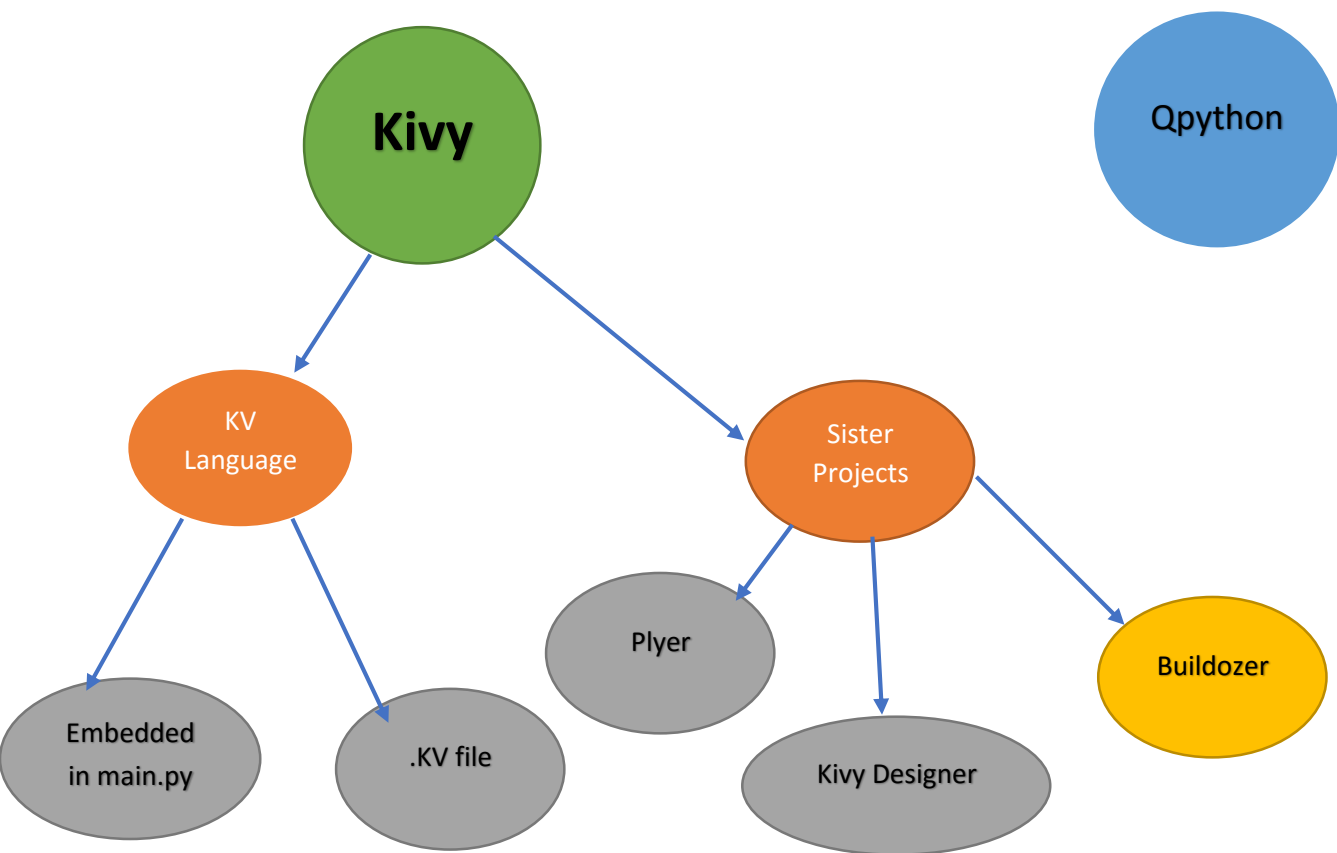 Kivy
Qpython
KV
Language
Sister
Projects
Embedded
in main.py
.KV file
Plyer
Kivy Designer
Buildozer